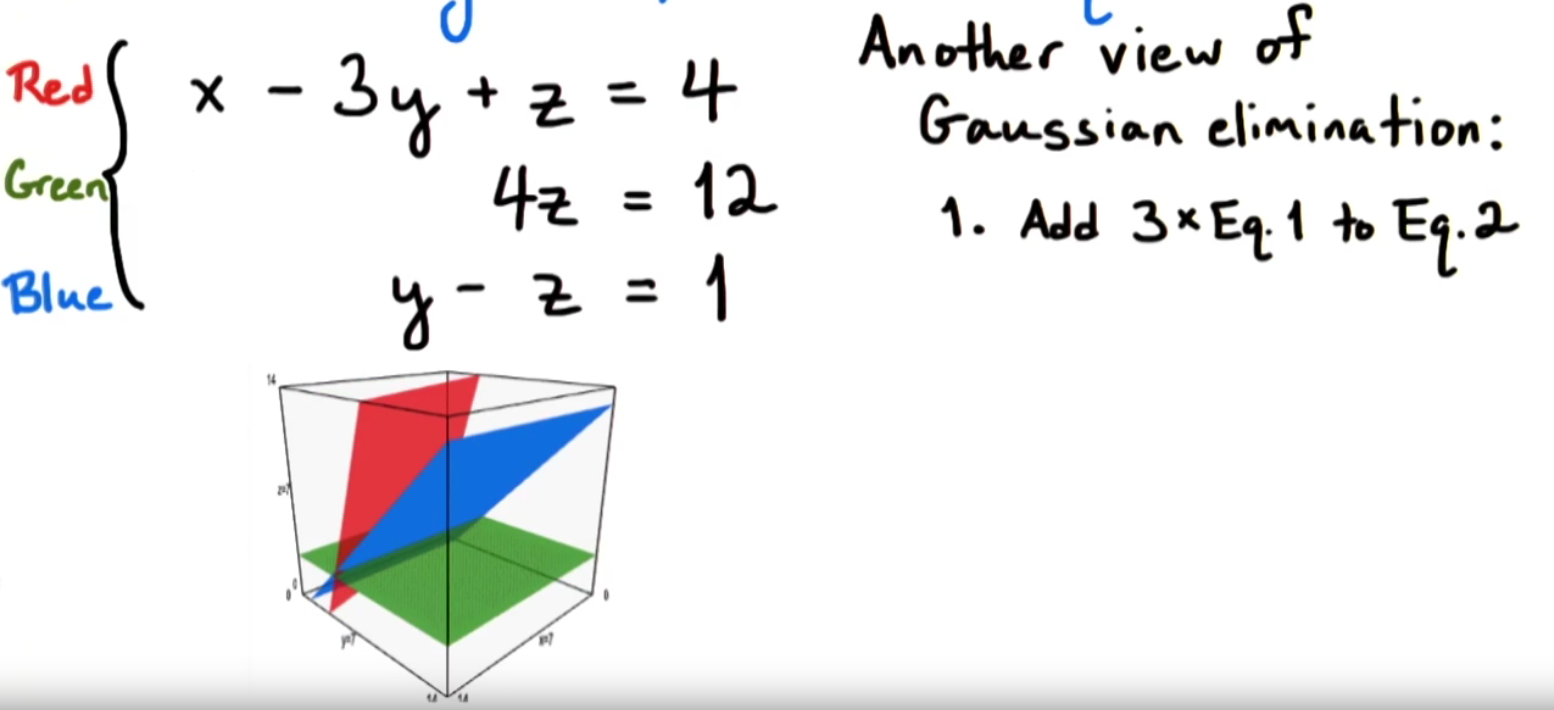 Red x - 3y + z = 4
Green 4z = 12
Blue y - z = 1
Another view of
Gaussian elimination:
1. Add 3×Eq.1 to Eq.2
14
z=7
0
0
0
y=7
x=7
14 14